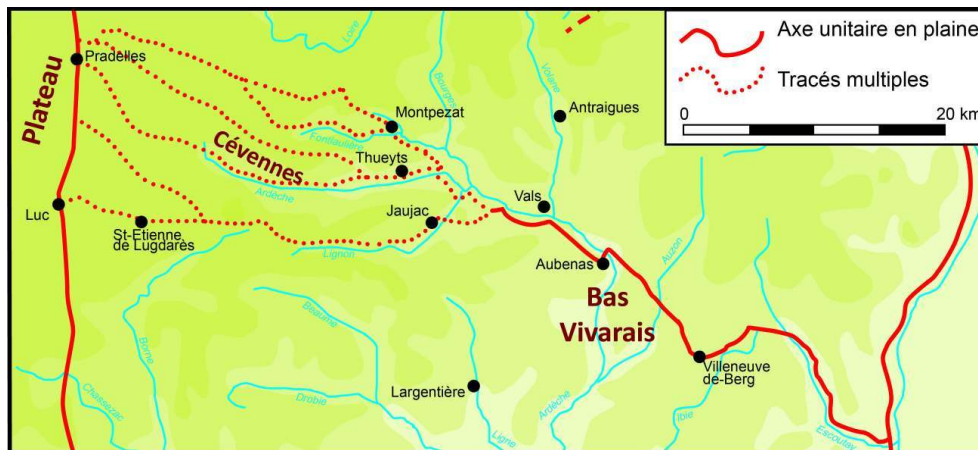 Axe unitaire en plaine
Tracés multiples
0
20 km
Loire
Pradelles
Plateau
Bourges
Volane
Montpezat
Antraigues
Fontaulière
Cévennes
Thueyts
Ardèche
Luc
St-Etienne
de Lugdarès
Jaujac
Vals
Lignon
Aubenas
Auzon
Bas
Vivarais
Beaume
Borne
Villeneuve
de-Berg
Chassezac
Drobie
Largentière
Ardèche
Ligne
Ibie
Escoutay